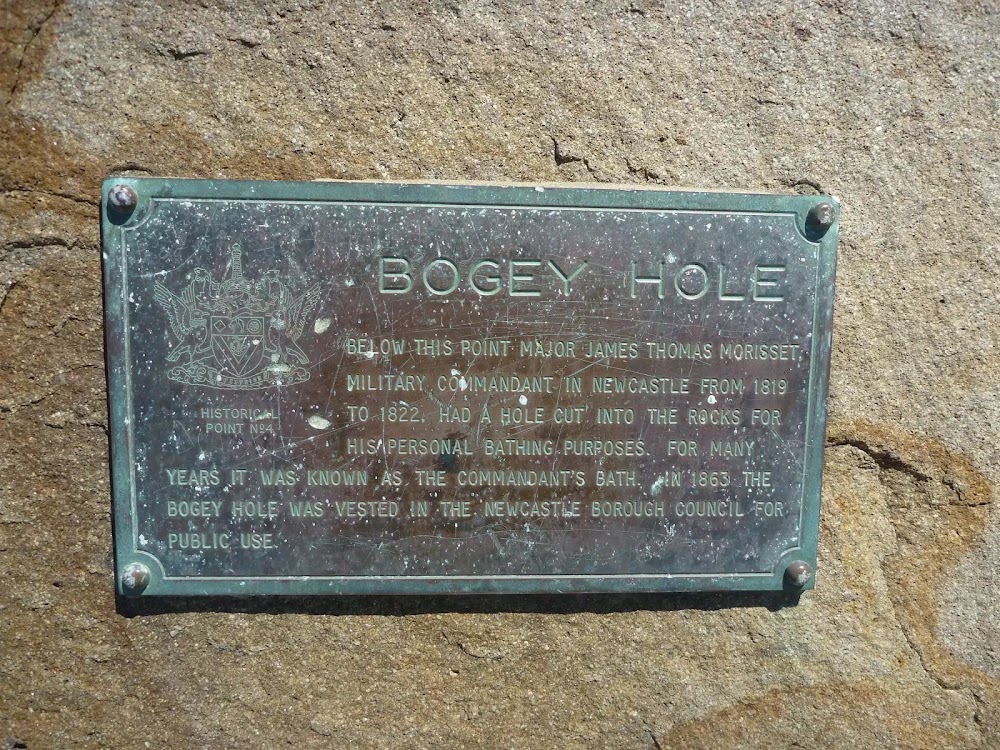 BOGEY HOLE
BELOW THIS POINT MAJOR JAMES THOMAS MORISSET,
MILITARY COMMANDANT IN NEWCASTLE FROM 1819
TO 1822, HAD A HOLE CUT INTO THE ROCKS FOR
HIS PERSONAL BATHING PURPOSES. FOR MANY
YEARS IT WAS KNOWN AS THE COMMANDANT'S BATH. IN 1863 THE
BOGEY HOLE WAS VESTED IN THE NEWCASTLE BOROUGH COUNCIL FOR
PUBLIC USE.
HISTORICAL
POINT Nº4